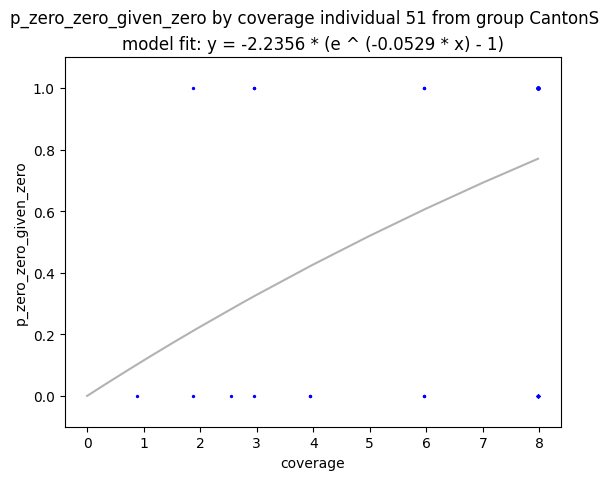 p_zero_zero_given_zero by coverage individual 51 from group CantonS
model fit: y = -2.2356 * (e ^ (-0.0529 * x) - 1)
1.0
0.8
0.6
0.4
0.2
0.0
p_zero_zero_given_zero
0 1 2 3 4 5 6 7 8
coverage